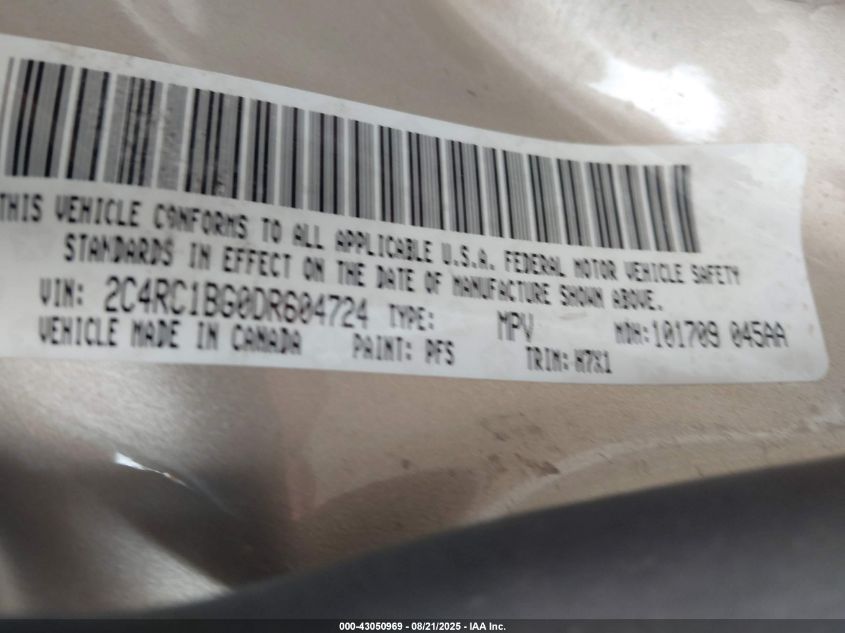 THIS VEHICLE CONFORMS TO ALL APPLICABLE U.S.A. FEDERAL MOTOR VEHICLE SAFETY
STANDARDS IN EFFECT ON THE DATE OF MANUFACTURE SHOWN ABOVE.
VIN: 2C4RC1BG0DR604724 TYPE: MPV MDH:101709 045AA
VEHICLE MADE IN CANADA PAINT: PFS TRIM: H7X1
000-43050969 - 08/21/2025 - IAA Inc.